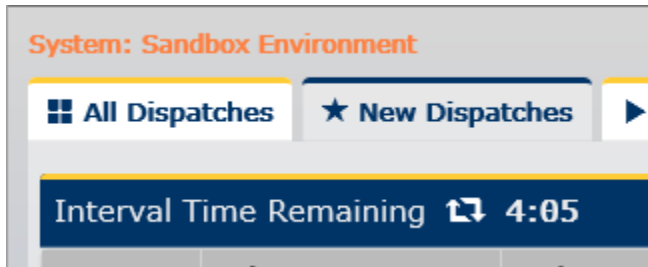 System: Sandbox Environment
All Dispatches New Dispatches
Interval Time Remaining 4:05